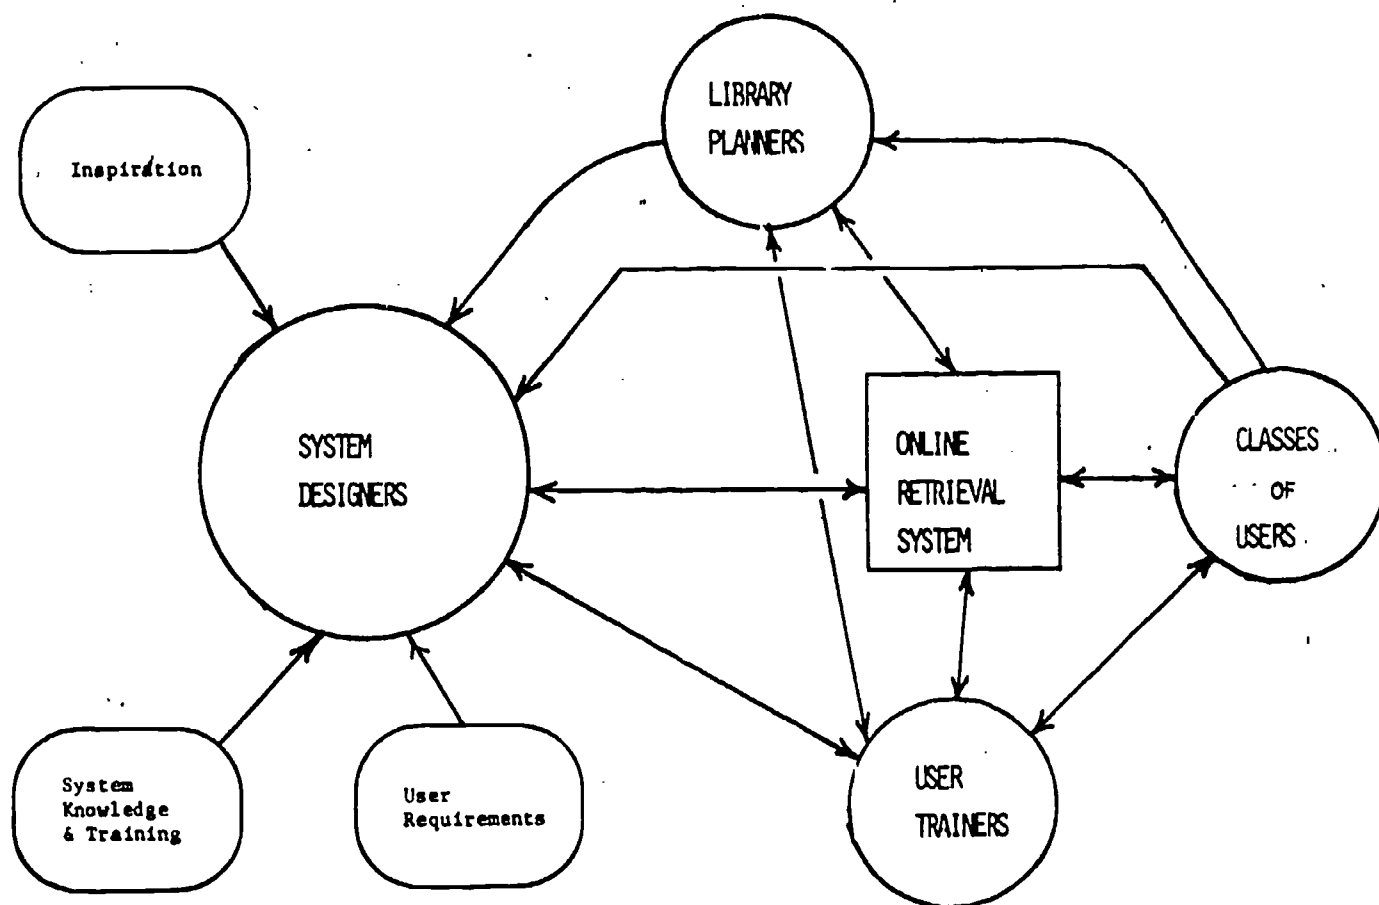 LIBRARY
PLANNERS
Inspiration
SYSTEM
DESIGNERS
ONLINE
RETRIEVAL
SYSTEM
CLASSES
OF
USERS
System
Knowledge
& Training
User
Requirements
USER
TRAINERS